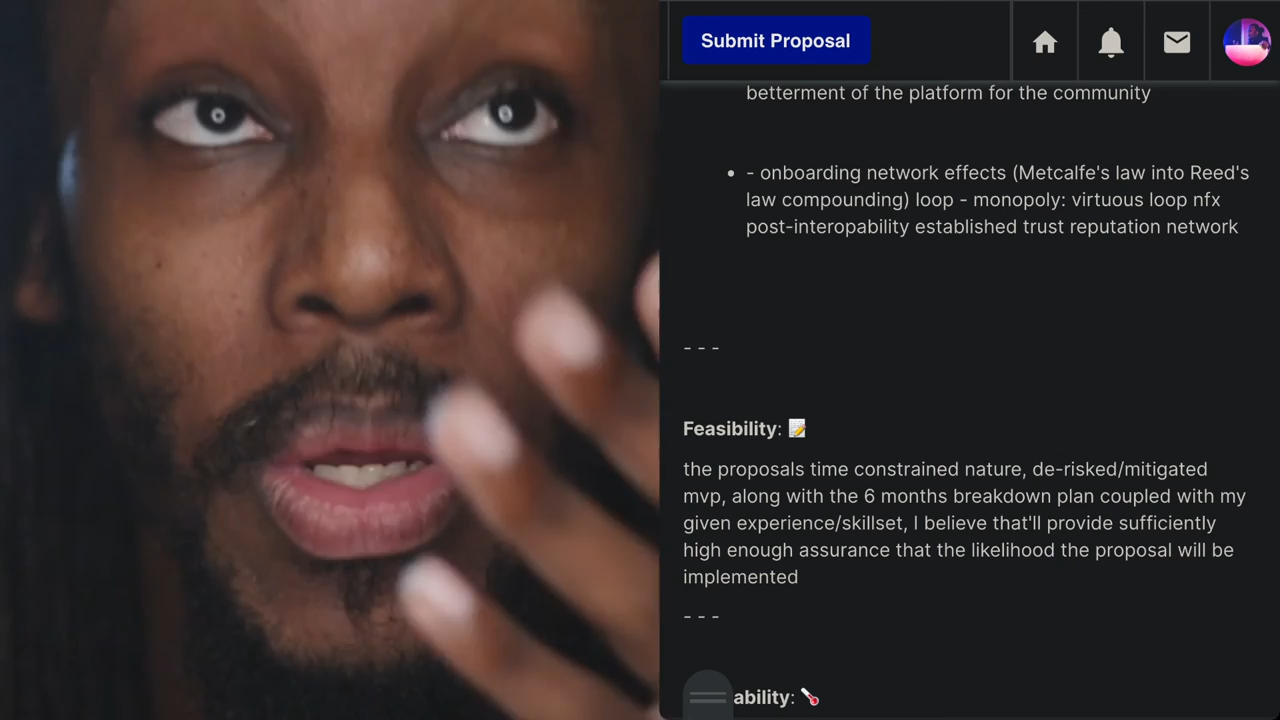 Submit Proposal
betterment of the platform for the community
- onboarding network effects (Metcalfe's law into Reed's
law compounding) loop - monopoly: virtuous loop nfx
post-interopability established trust reputation network
- - -
Feasibility: 📝
the proposals time constrained nature, de-risked/mitigated
mvp, along with the 6 months breakdown plan coupled with my
given experience/skillset, I believe that'll provide sufficiently
high enough assurance that the likelihood the proposal will be
implemented
- - -
ability: 🌡️